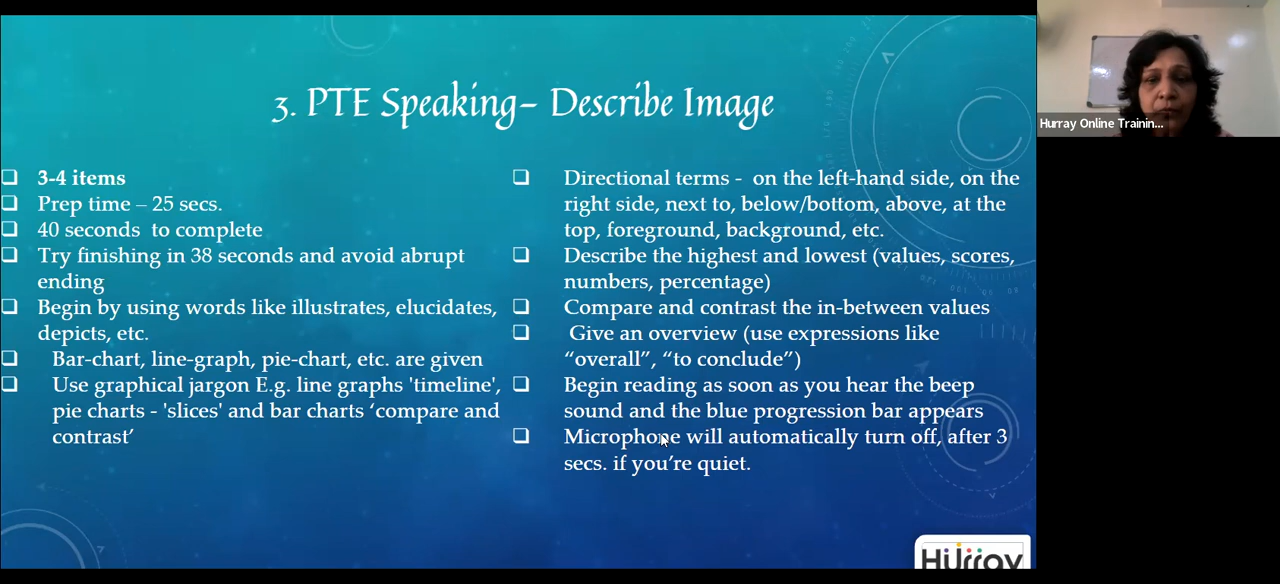 3. PTE Speaking– Describe Image
3-4 items
Prep time – 25 secs.
40 seconds to complete
Try finishing in 38 seconds and avoid abrupt
ending
Begin by using words like illustrates, elucidates,
depicts, etc.
Bar-chart, line-graph, pie-chart, etc. are given
Use graphical jargon E.g. line graphs 'timeline',
pie charts - 'slices' and bar charts ‘compare and
contrast’
Directional terms - on the left-hand side, on the
right side, next to, below/bottom, above, at the
top, foreground, background, etc.
Describe the highest and lowest (values, scores,
numbers, percentage)
Compare and contrast the in-between values
Give an overview (use expressions like
“overall”, “to conclude”)
Begin reading as soon as you hear the beep
sound and the blue progression bar appears
Microphone will automatically turn off, after 3
secs. if you’re quiet.
Hurray
Hurray Online Trainin...